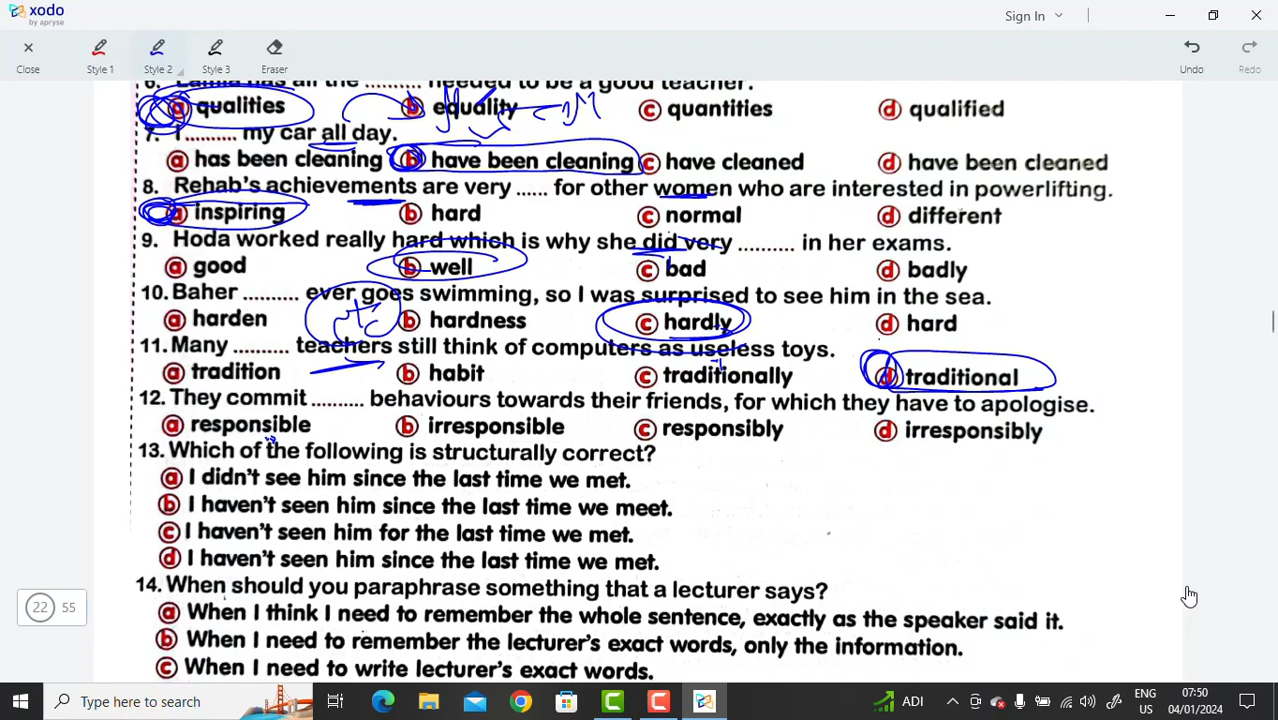 xodo
by apryse
Sign In
Close
Style 1
Style 2
Style 3
Eraser
Undo
Redo
6. Lamia has all the .......... needed to be a good teacher.
a qualities b equality c quantities d qualified
7. I .......... my car all day.
a has been cleaning b have been cleaning c have cleaned d have been cleaned
8. Rehab's achievements are very ...... for other women who are interested in powerlifting.
a inspiring b hard c normal d different
9. Hoda worked really hard which is why she did very .......... in her exams.
a good b well c bad d badly
10. Baher .......... ever goes swimming, so I was surprised to see him in the sea.
a harden b hardness c hardly d hard
11. Many .......... teachers still think of computers as useless toys.
a tradition b habit c traditionally d traditional
12. They commit .......... behaviours towards their friends, for which they have to apologise.
a responsible b irresponsible c responsibly d irresponsibly
13. Which of the following is structurally correct?
a I didn't see him since the last time we met.
b I haven't seen him since the last time we meet.
c I haven't seen him for the last time we met.
d I haven't seen him since the last time we met.
14. When should you paraphrase something that a lecturer says?
a When I think I need to remember the whole sentence, exactly as the speaker said it.
b When I need to remember the lecturer's exact words, only the information.
c When I need to write lecturer's exact words.
22 55
Type here to search
ADI
ENG
US
07:50
04/01/2024